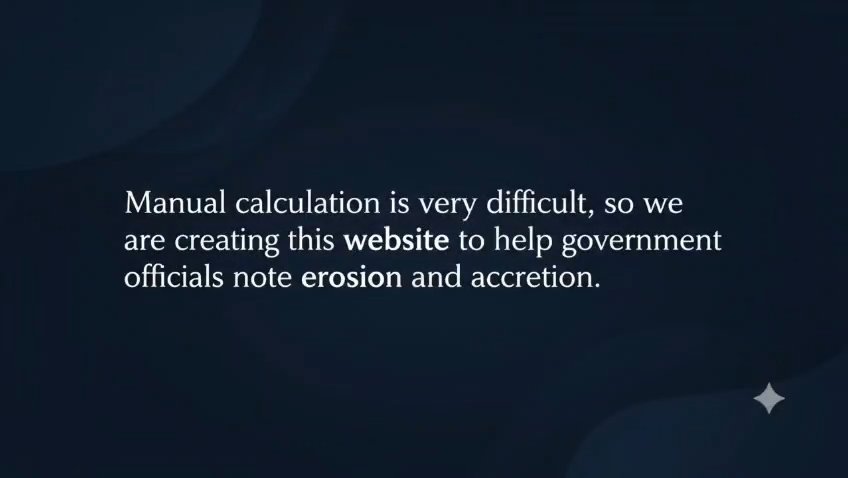 Manual calculation is very difficult, so we
are creating this website to help government
officials note erosion and accretion.